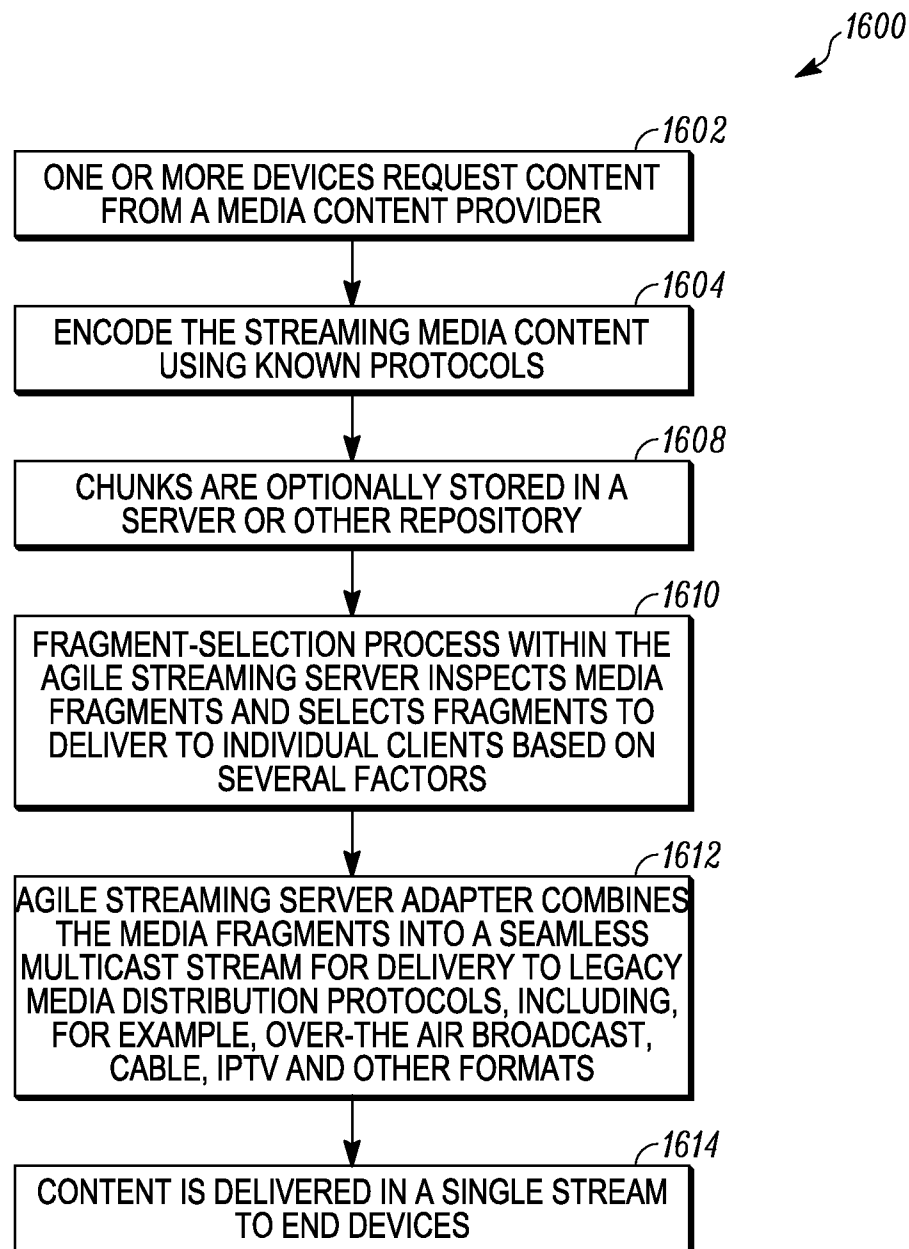 1600
1602
ONE OR MORE DEVICES REQUEST CONTENT
FROM A MEDIA CONTENT PROVIDER
1604
ENCODE THE STREAMING MEDIA CONTENT
USING KNOWN PROTOCOLS
1608
CHUNKS ARE OPTIONALLY STORED IN A
SERVER OR OTHER REPOSITORY
1610
FRAGMENT-SELECTION PROCESS WITHIN THE
AGILE STREAMING SERVER INSPECTS MEDIA
FRAGMENTS AND SELECTS FRAGMENTS TO
DELIVER TO INDIVIDUAL CLIENTS BASED ON
SEVERAL FACTORS
1612
AGILE STREAMING SERVER ADAPTER COMBINES
THE MEDIA FRAGMENTS INTO A SEAMLESS
MULTICAST STREAM FOR DELIVERY TO LEGACY
MEDIA DISTRIBUTION PROTOCOLS, INCLUDING,
FOR EXAMPLE, OVER-THE AIR BROADCAST,
CABLE, IPTV AND OTHER FORMATS
1614
CONTENT IS DELIVERED IN A SINGLE STREAM
TO END DEVICES